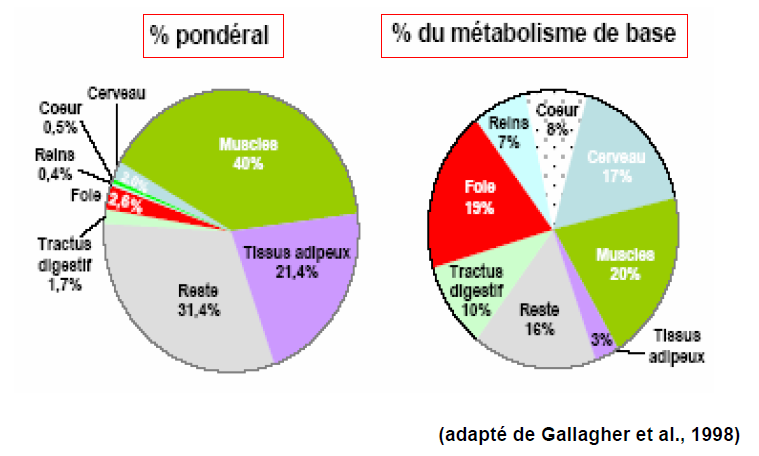 % pondéral
% du métabolisme de base
Cerveau
Coeur
0,5%
Reins
0,4%
Foie
2,6%
2,0%
Tractus
digestif
1,7%
Muscles
40%
Tissus adipeux
21,4%
Reste
31,4%
Coeur
8%
Reins
7%
Cerveau
17%
Foie
19%
Muscles
20%
Tractus
digestif
10%
Reste
16%
3%
Tissus
adipeux
(adapté de Gallagher et al., 1998)